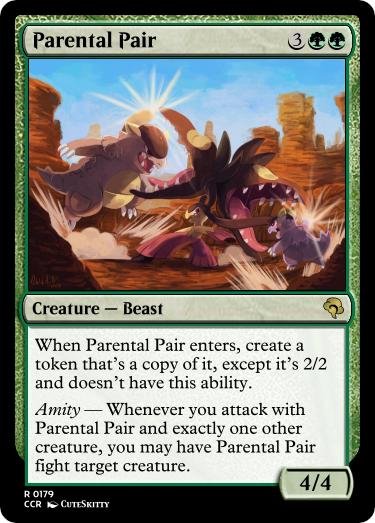 Parental Pair 3
Creature — Beast
When Parental Pair enters, create a
token that's a copy of it, except it's 2/2
and doesn't have this ability.
Amity — Whenever you attack with
Parental Pair and exactly one other
creature, you may have Parental Pair
fight target creature.
4/4
R 0179
CCR CuteSkitty